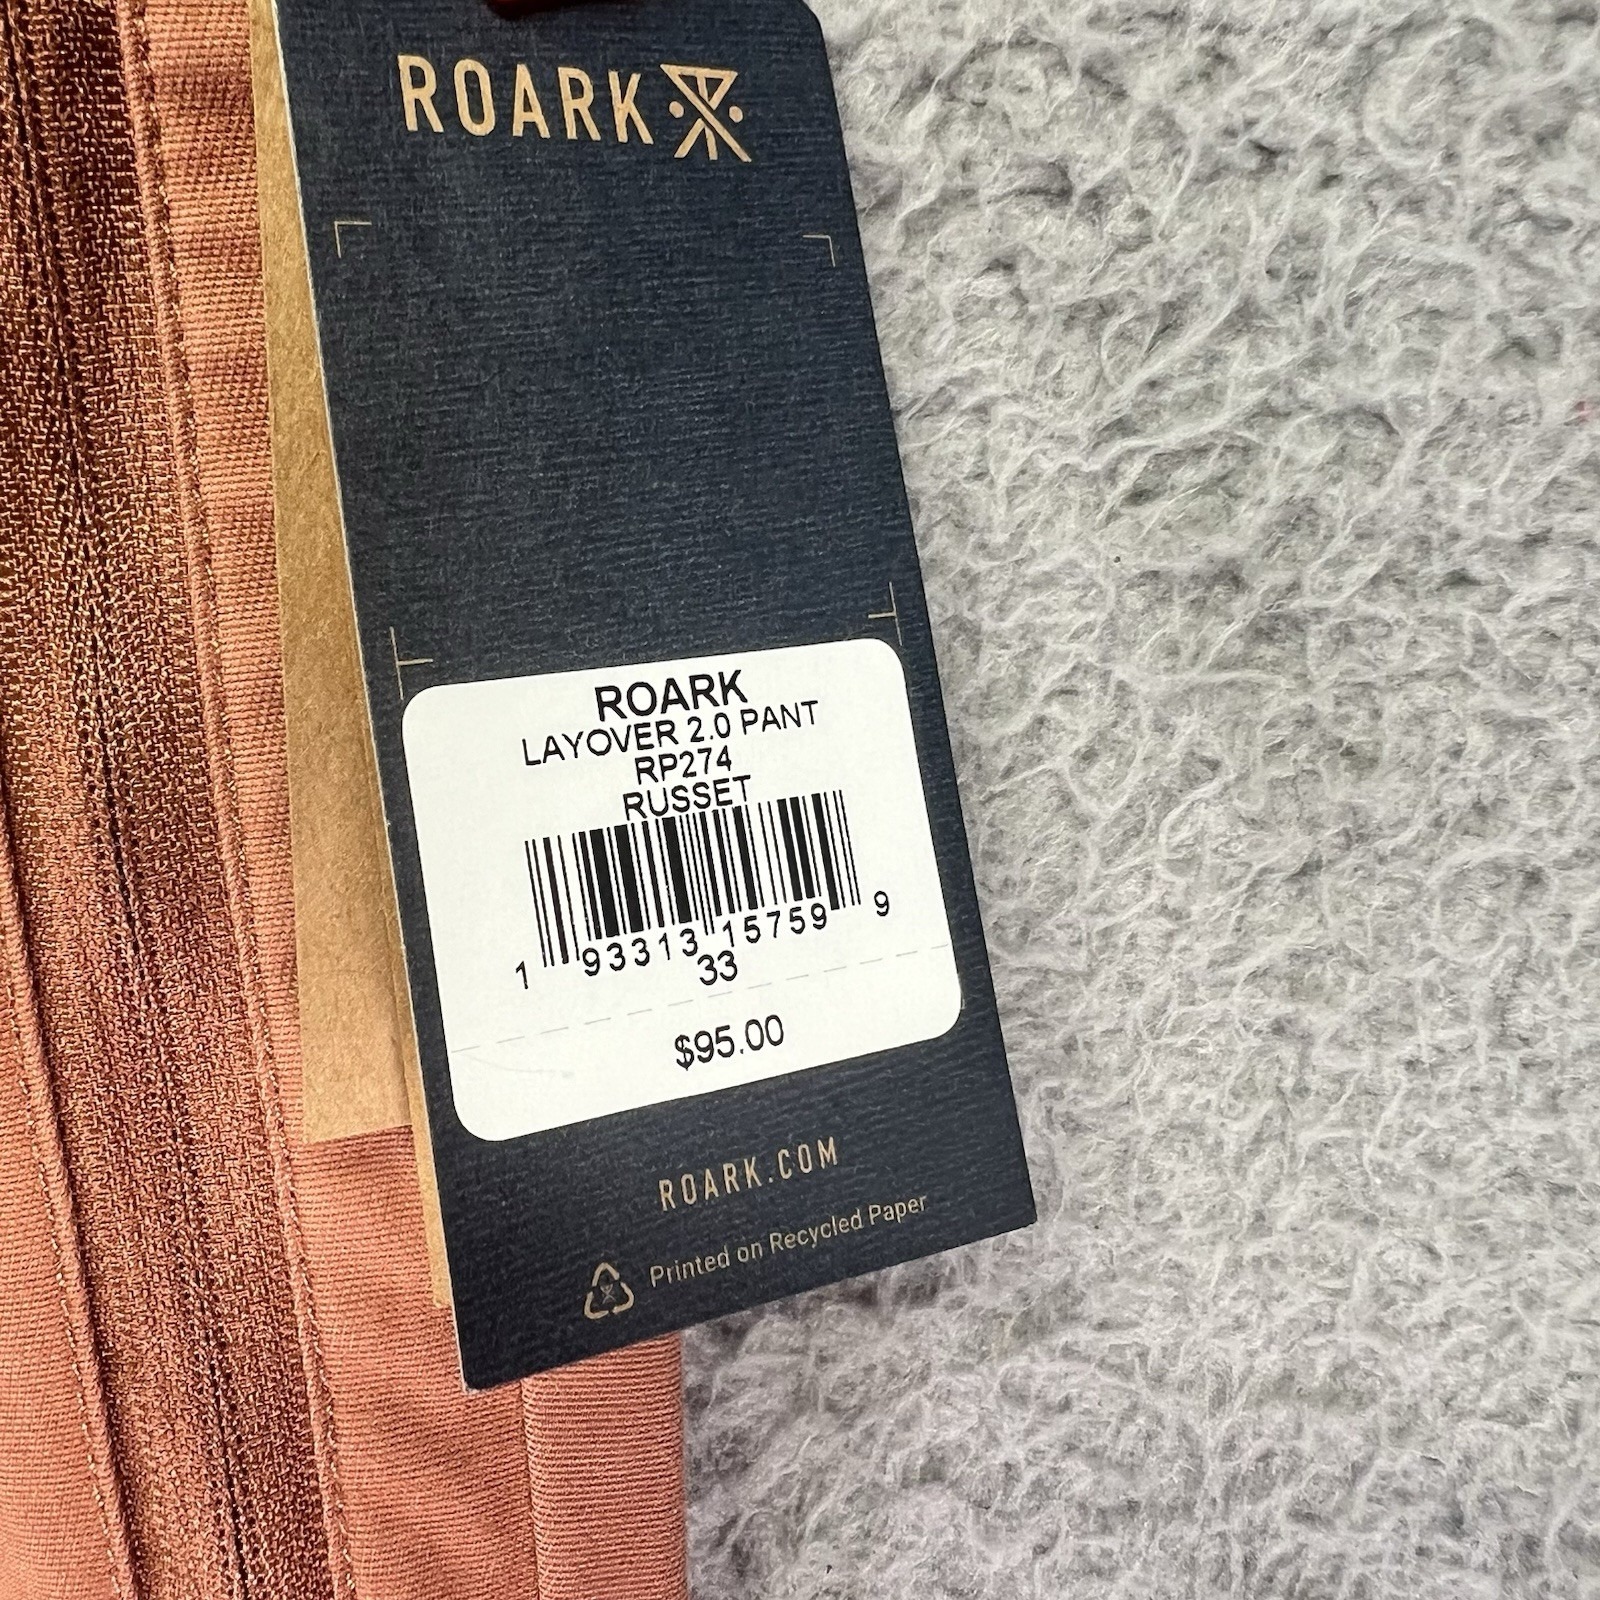 ROARK
ROARK
LAYOVER 2.0 PANT
RP274
RUSSET
1 93313 15759 9
33
$95.00
ROARK.COM
Printed on Recycled Paper